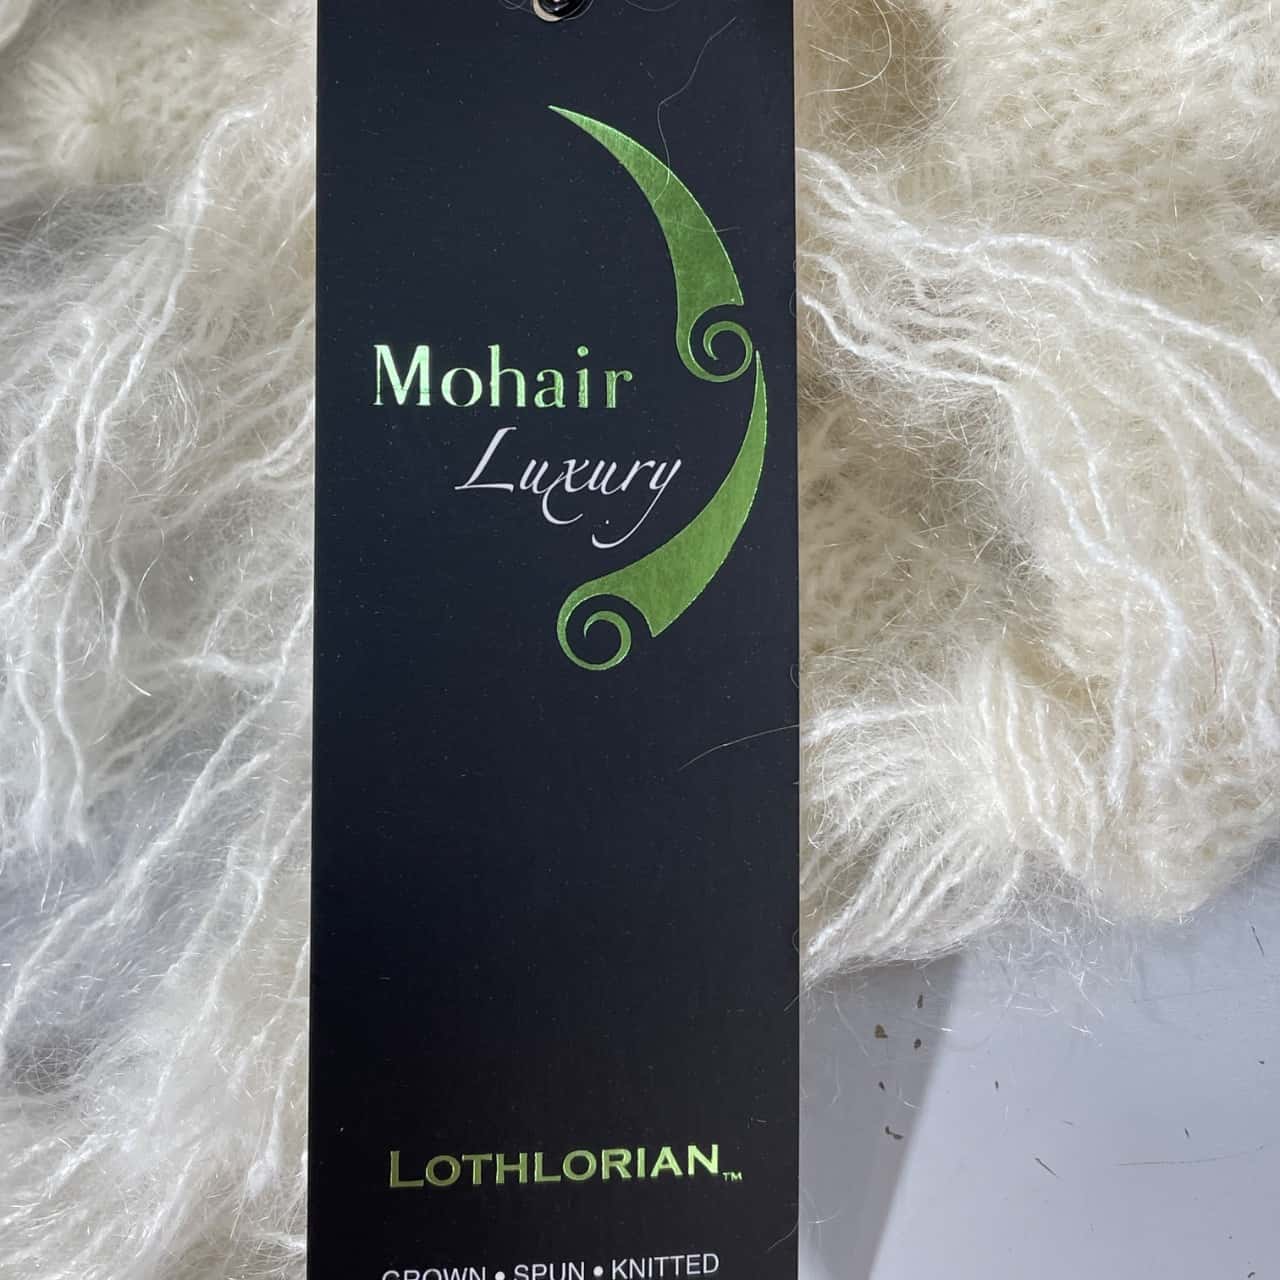 Mohair
Luxury
LOTHLORIAN™
GROWN • SPUN • KNITTED